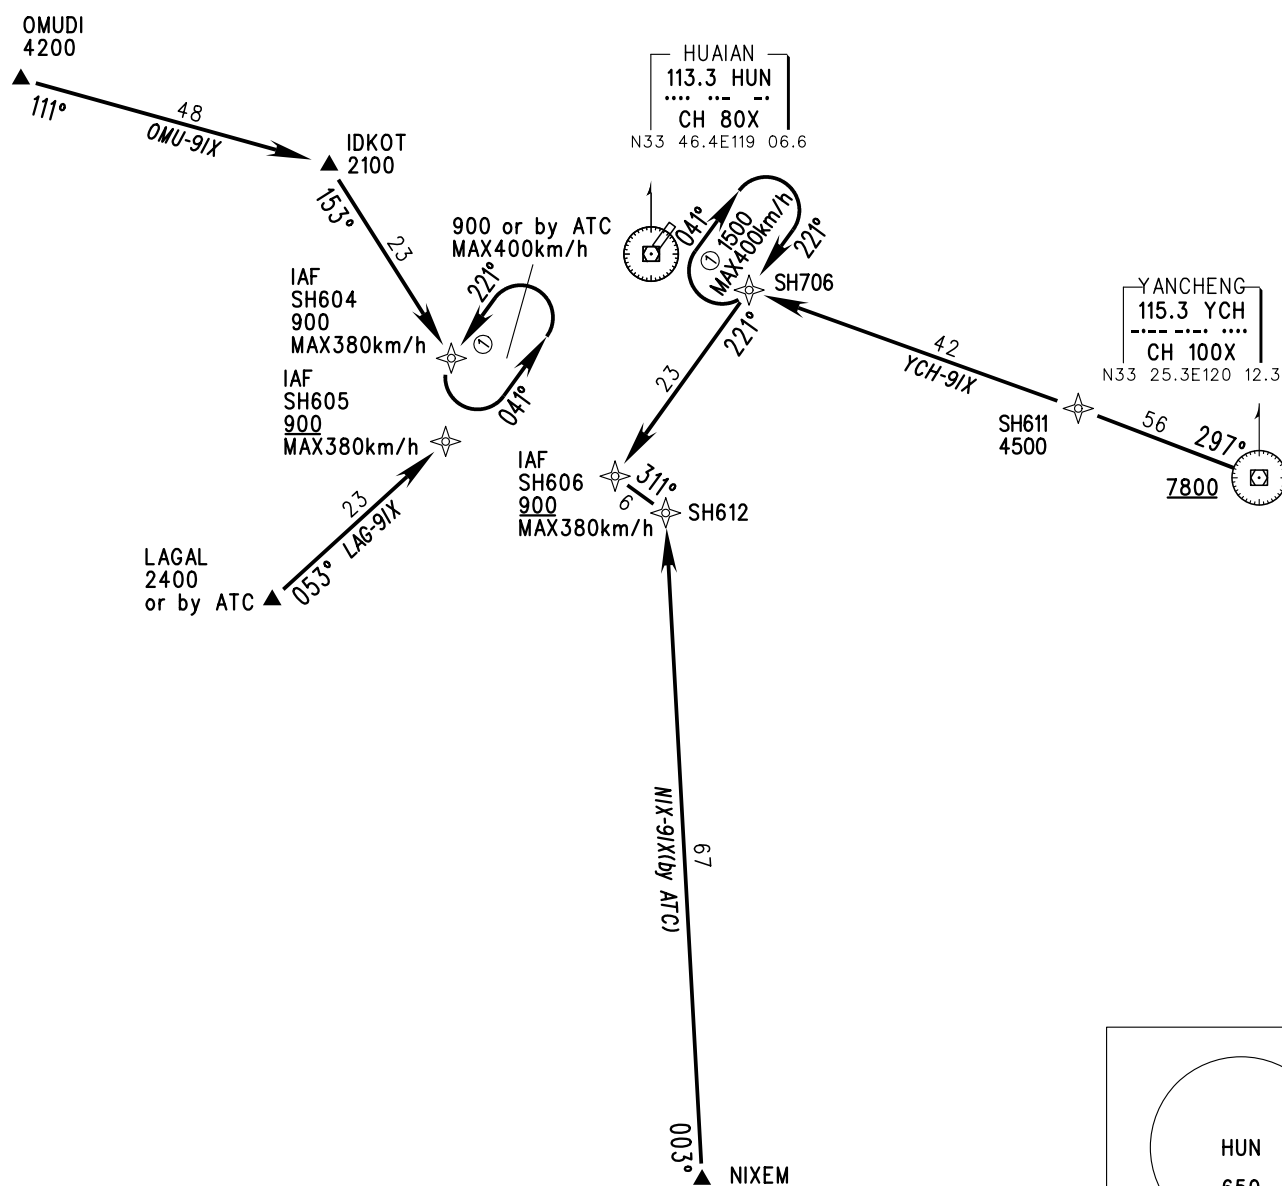 OMUDI
4200
111°
48
OMU-9IX
IDKOT
2100
153°
23
HUAIAN
113.3 HUN
CH 80X
N33 46.4E119 06.6
900 or by ATC
MAX400km/h
041°
① 1500
MAX400km/h
221°
SH706
221°
23
IAF
SH604
900
MAX380km/h
221°
①
041°
IAF
SH605
900
MAX380km/h
23
LAG-9IX
053°
LAGAL
2400
or by ATC
IAF
SH606
900
MAX380km/h
311°
6
SH612
42
YCH-9IX
SH611
4500
56
297°
YANCHENG
115.3 YCH
CH 100X
N33 25.3E120 12.3
7800
NIX-9IX(by ATC)
67
003°
NIXEM
HUN